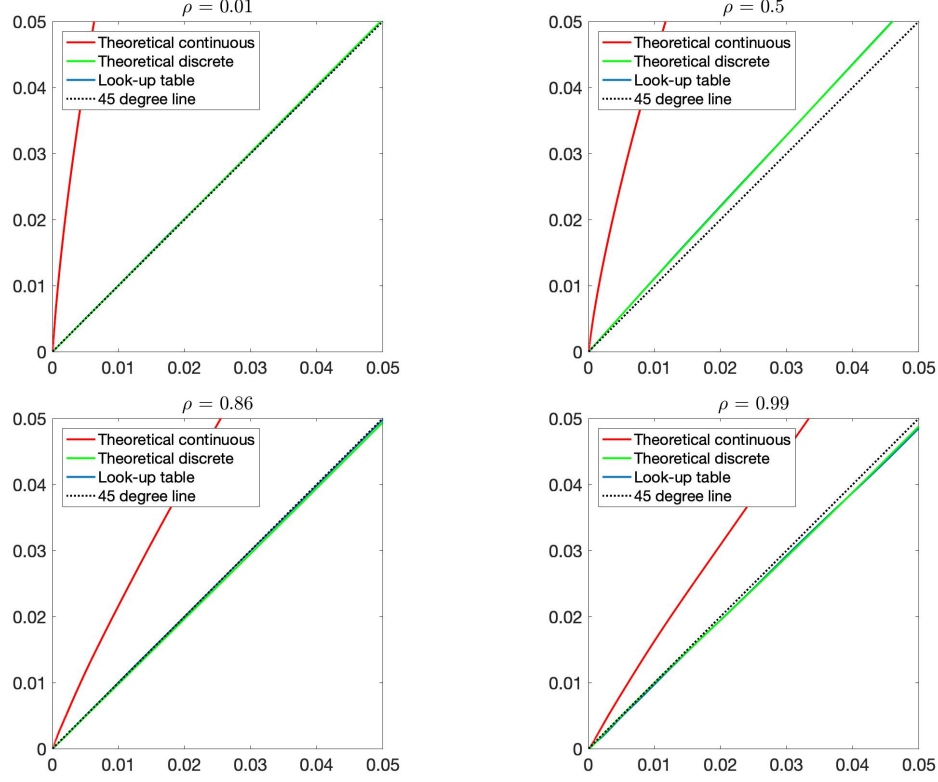 ρ = 0.01
0.05
0.04
0.03
0.02
0.01
0
Theoretical continuous
Theoretical discrete
Look-up table
45 degree line
0 0.01 0.02 0.03 0.04 0.05
ρ = 0.5
0.05
0.04
0.03
0.02
0.01
0
Theoretical continuous
Theoretical discrete
Look-up table
45 degree line
0 0.01 0.02 0.03 0.04 0.05
ρ = 0.86
0.05
0.04
0.03
0.02
0.01
0
Theoretical continuous
Theoretical discrete
Look-up table
45 degree line
0 0.01 0.02 0.03 0.04 0.05
ρ = 0.99
0.05
0.04
0.03
0.02
0.01
0
Theoretical continuous
Theoretical discrete
Look-up table
45 degree line
0 0.01 0.02 0.03 0.04 0.05